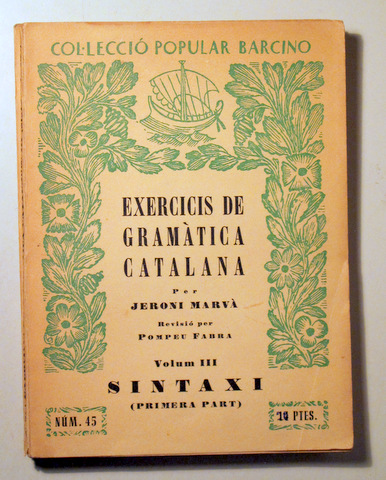 COL·LECCIÓ POPULAR BARCINO
EXERCICIS DE
GRAMÀTICA
CATALANA
Per
JERONI MARVÀ
Revisió per
POMPEU FABRA
Volum III
SINTAXI
(PRIMERA PART)
NÚM. 45
PTES.